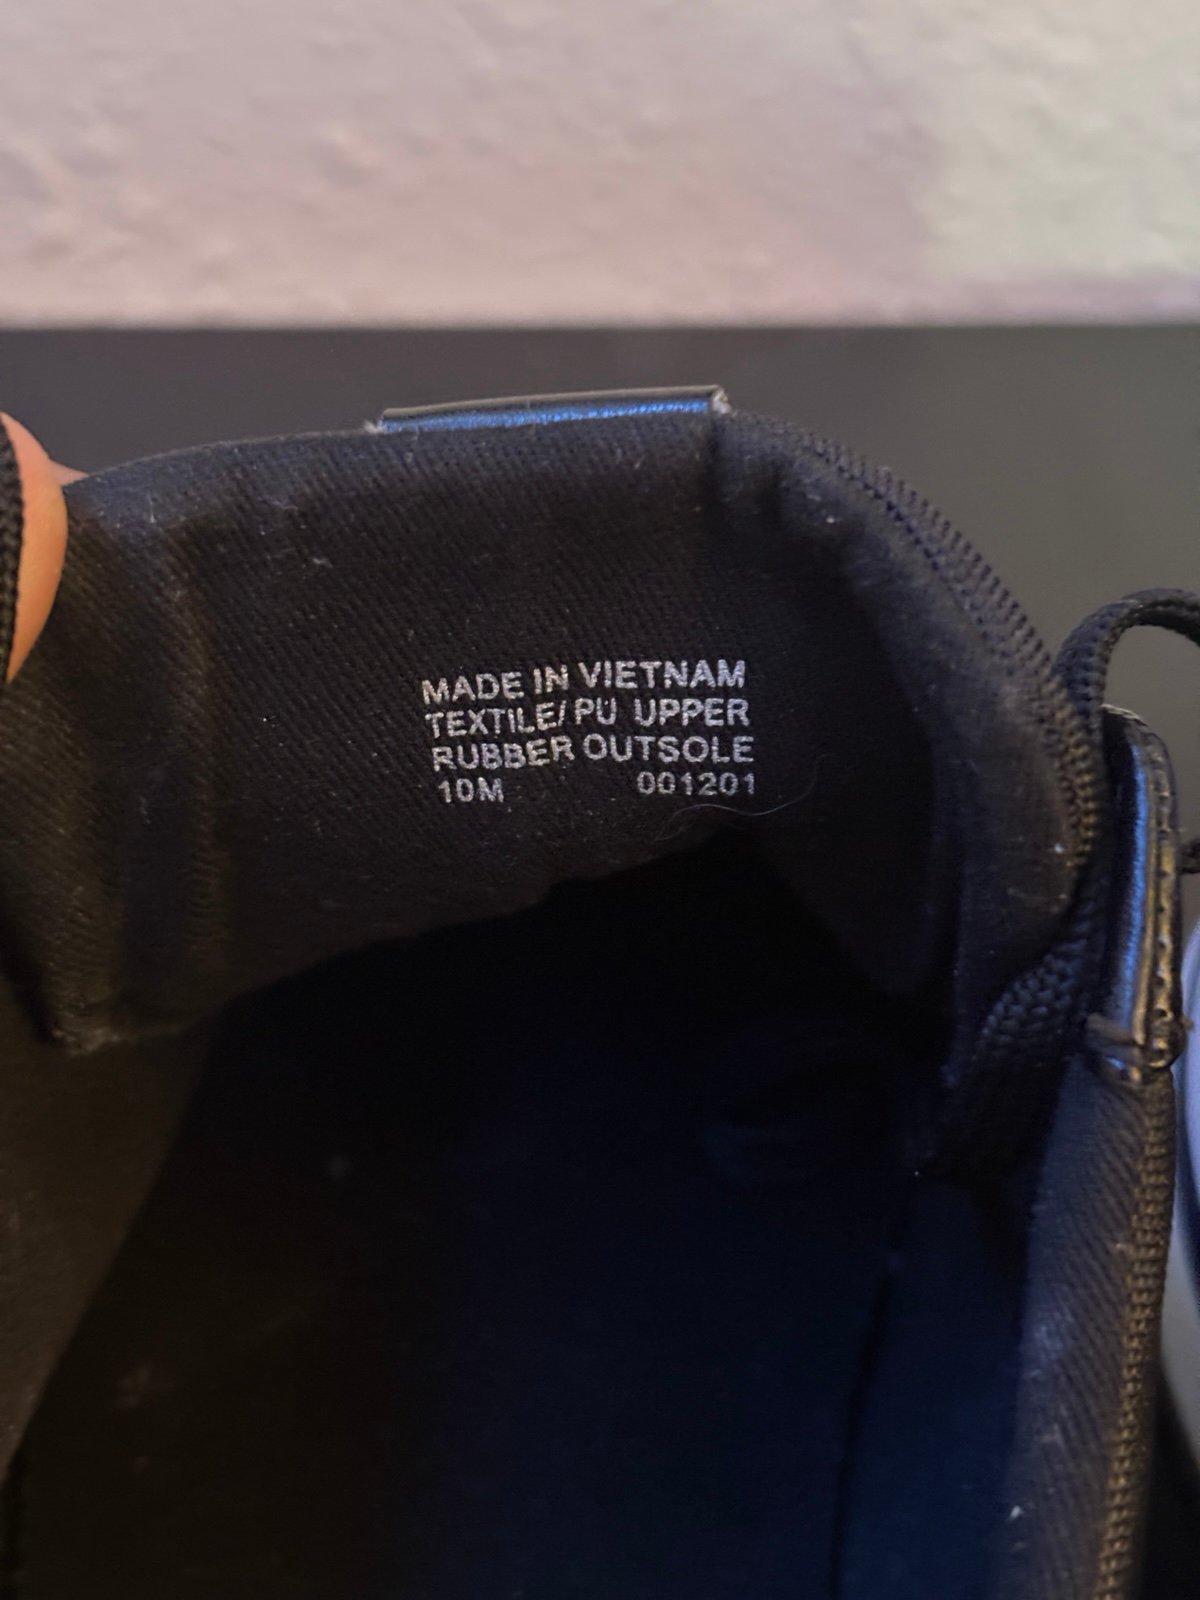 MADE IN VIETNAM
TEXTILE/ PU UPPER
RUBBER OUTSOLE
10M 001201